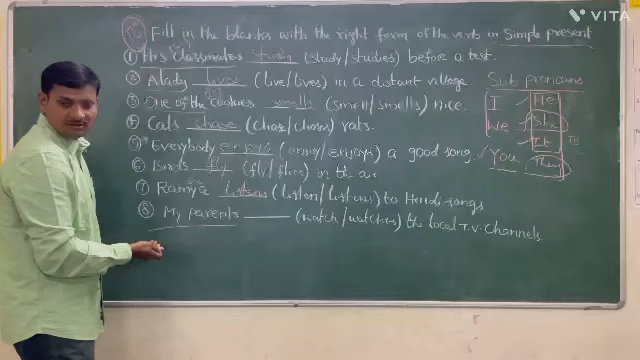 VITA
Fill in the blanks with the right form of the verb in Simple present
① His classmates study (study/studies) before a test.
② A lady lives (live/lives) in a distant village
③ One of the cookies smells (smell/smells) nice.
④ Cats chase (chase/chases) rats.
⑤ Everybody enjoys (enjoy/enjoys) a good song
⑥ Birds fly (fly/flies) in the air
⑦ Ramya listens (listen/listens) to Hindi songs
⑧ My parents ____ (watch/watches) the local T.V. Channels.
Sub pronouns
I He
We She
It
You They